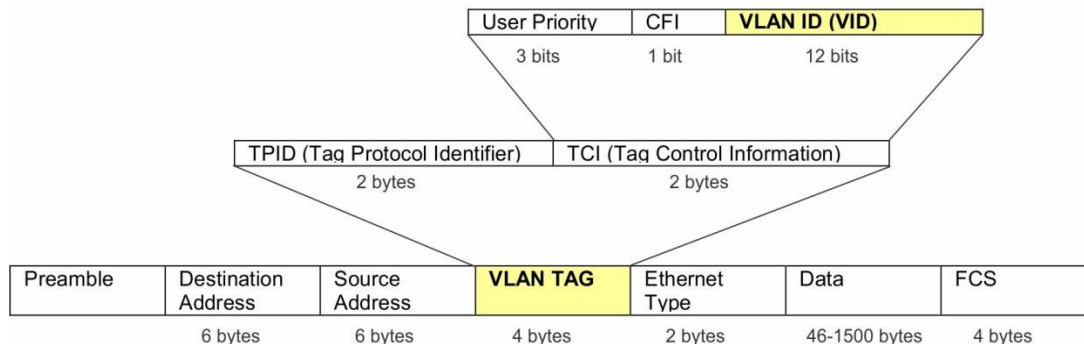 User Priority CFI VLAN ID (VID)
3 bits 1 bit 12 bits
TPID (Tag Protocol Identifier) TCI (Tag Control Information)
2 bytes 2 bytes
Preamble Destination Address Source Address VLAN TAG Ethernet Type Data FCS
6 bytes 6 bytes 4 bytes 2 bytes 46-1500 bytes 4 bytes